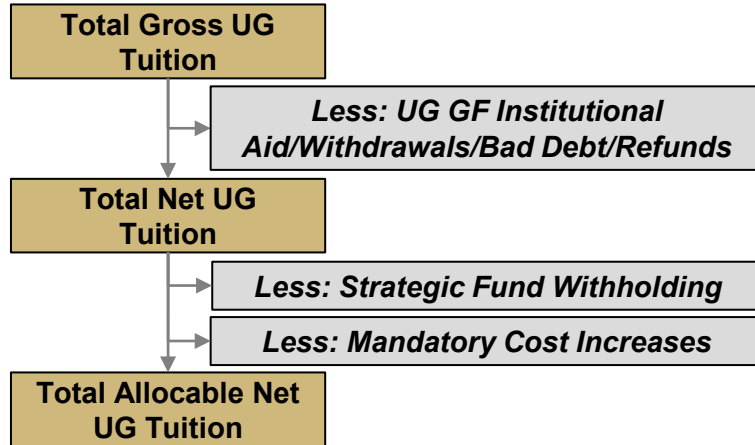 Total Gross UG
Tuition
Less: UG GF Institutional
Aid/Withdrawals/Bad Debt/Refunds
Total Net UG
Tuition
Less: Strategic Fund Withholding
Less: Mandatory Cost Increases
Total Allocable Net
UG Tuition